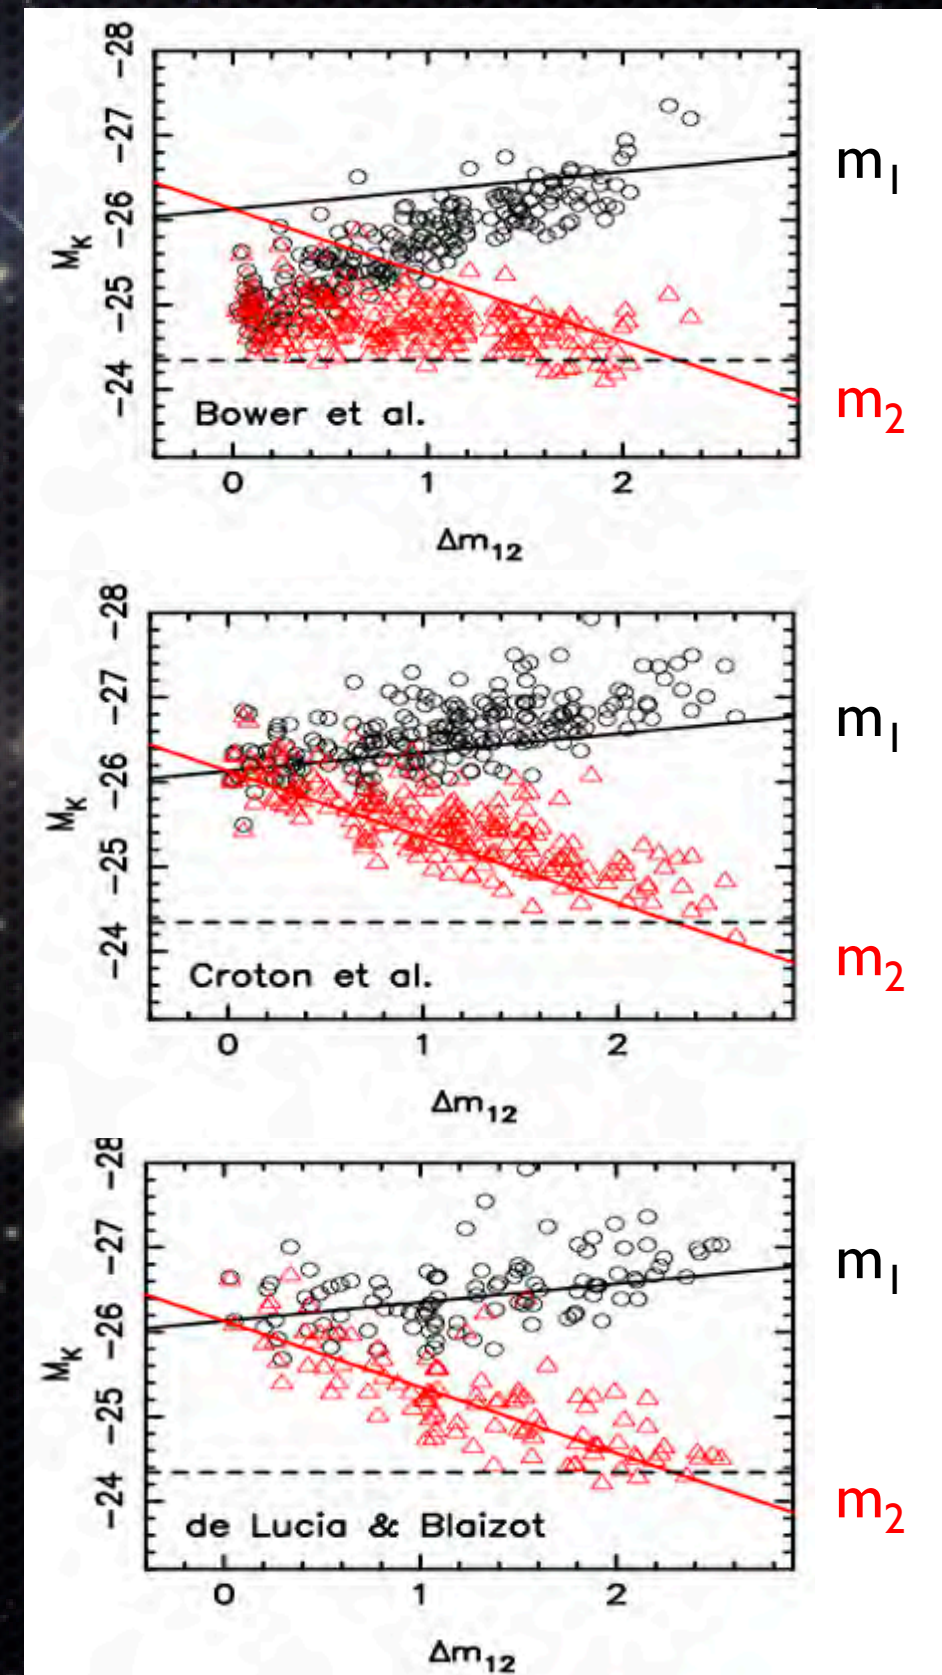 -28
-27
-26
-25
-24
M_K
m_1
m_2
Bower et al.
0 1 2
Δm_12
-28
-27
-26
-25
-24
M_K
m_1
m_2
Croton et al.
0 1 2
Δm_12
-28
-27
-26
-25
-24
M_K
m_1
m_2
de Lucia & Blaizot
0 1 2
Δm_12